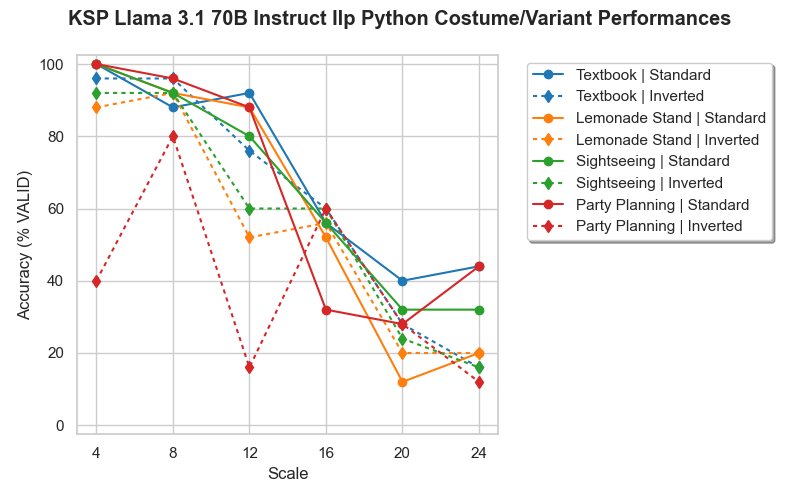 KSP Llama 3.1 70B Instruct Ilp Python Costume/Variant Performances
Accuracy (% VALID)
100
80
60
40
20
0
4 8 12 16 20 24
Scale
Textbook | Standard
Textbook | Inverted
Lemonade Stand | Standard
Lemonade Stand | Inverted
Sightseeing | Standard
Sightseeing | Inverted
Party Planning | Standard
Party Planning | Inverted